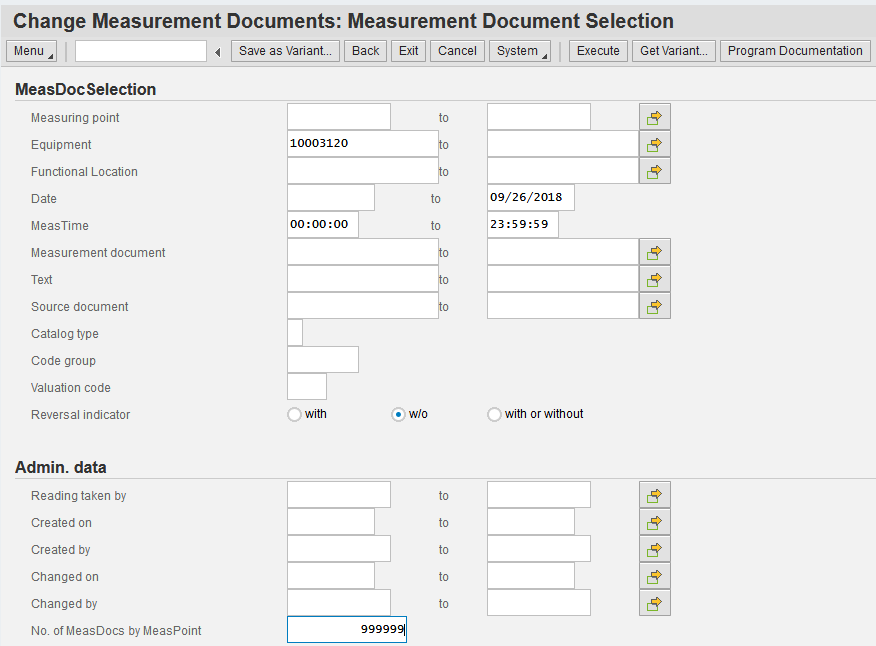 Change Measurement Documents: Measurement Document Selection
Menu Save as Variant... Back Exit Cancel System Execute Get Variant... Program Documentation
MeasDocSelection
Measuring point to
Equipment 10003120 to
Functional Location to
Date to 09/26/2018
MeasTime 00:00:00 to 23:59:59
Measurement document to
Text to
Source document to
Catalog type
Code group
Valuation code
Reversal indicator with w/o with or without
Admin. data
Reading taken by to
Created on to
Created by to
Changed on to
Changed by to
No. of MeasDocs by MeasPoint 999999